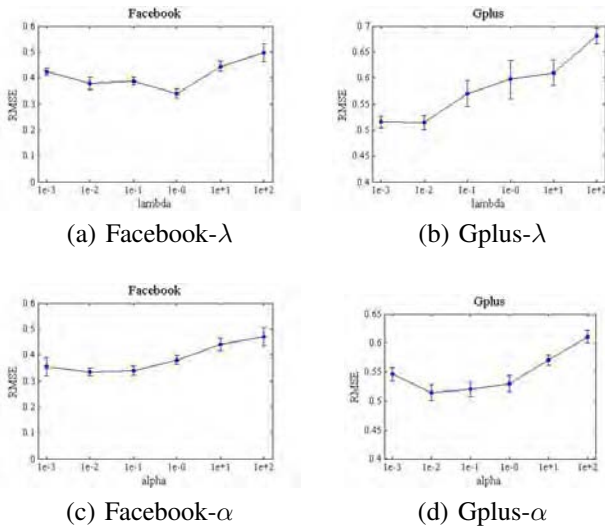 Facebook
0.6
0.5
0.4
0.3
0.2
0.1
0
RMSE
1e-3 1e-2 1e-1 1e-0 1e+1 1e+2
lambda
(a) Facebook-λ
Gplus
0.7
0.65
0.6
0.55
0.5
0.45
0.4
RMSE
1e-3 1e-2 1e-1 1e-0 1e+1 1e+2
lambda
(b) Gplus-λ
Facebook
0.6
0.5
0.4
0.3
0.2
0.1
0
RMSE
1e-3 1e-2 1e-1 1e-0 1e+1 1e+2
alpha
(c) Facebook-α
Gplus
0.65
0.6
0.55
0.5
0.45
0.4
RMSE
1e-3 1e-2 1e-1 1e-0 1e+1 1e+2
alpha
(d) Gplus-α